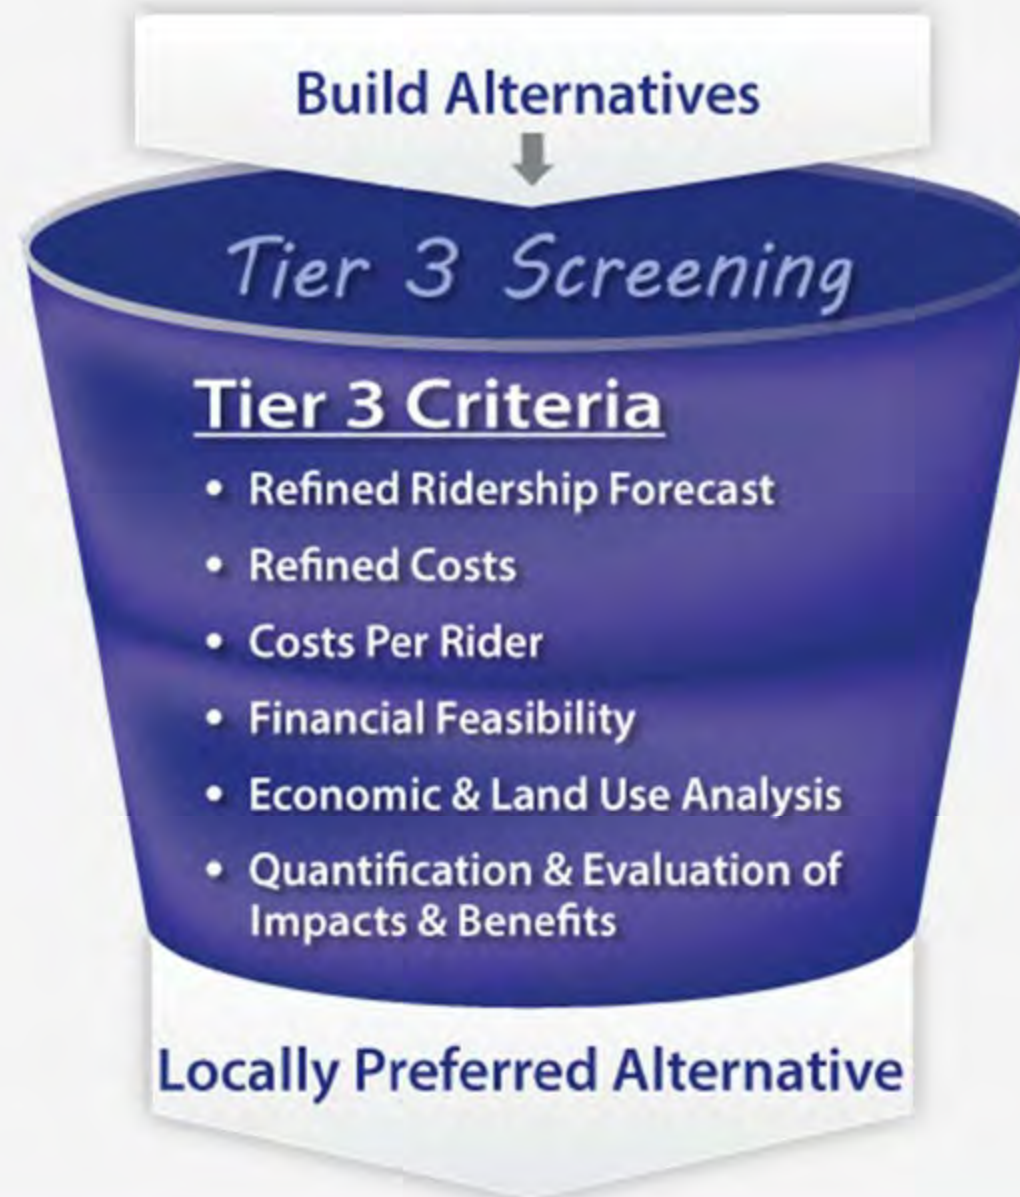 Build Alternatives
Tier 3 Screening
Tier 3 Criteria
• Refined Ridership Forecast
• Refined Costs
• Costs Per Rider
• Financial Feasibility
• Economic & Land Use Analysis
• Quantification & Evaluation of
Impacts & Benefits
Locally Preferred Alternative